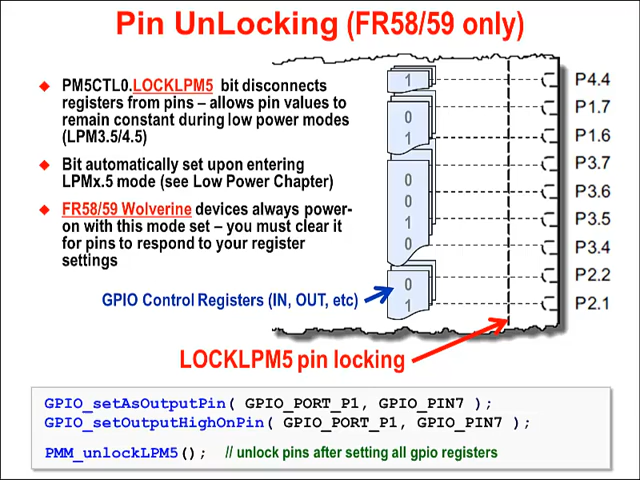 Pin UnLocking (FR58/59 only)
PM5CTL0.LOCKLPM5 bit disconnects
registers from pins – allows pin values to
remain constant during low power modes
(LPM3.5/4.5)
Bit automatically set upon entering
LPMx.5 mode (see Low Power Chapter)
FR58/59 Wolverine devices always power-
on with this mode set – you must clear it
for pins to respond to your register
settings
GPIO Control Registers (IN, OUT, etc)
1 P4.4
0 P1.7
1 P1.6
P3.7
0 P3.6
0
1 P3.5
0 P3.4
0 P2.2
1 P2.1
LOCKLPM5 pin locking
GPIO_setAsOutputPin( GPIO_PORT_P1, GPIO_PIN7 );
GPIO_setOutputHighOnPin( GPIO_PORT_P1, GPIO_PIN7 );
PMM_unlockLPM5(); // unlock pins after setting all gpio registers